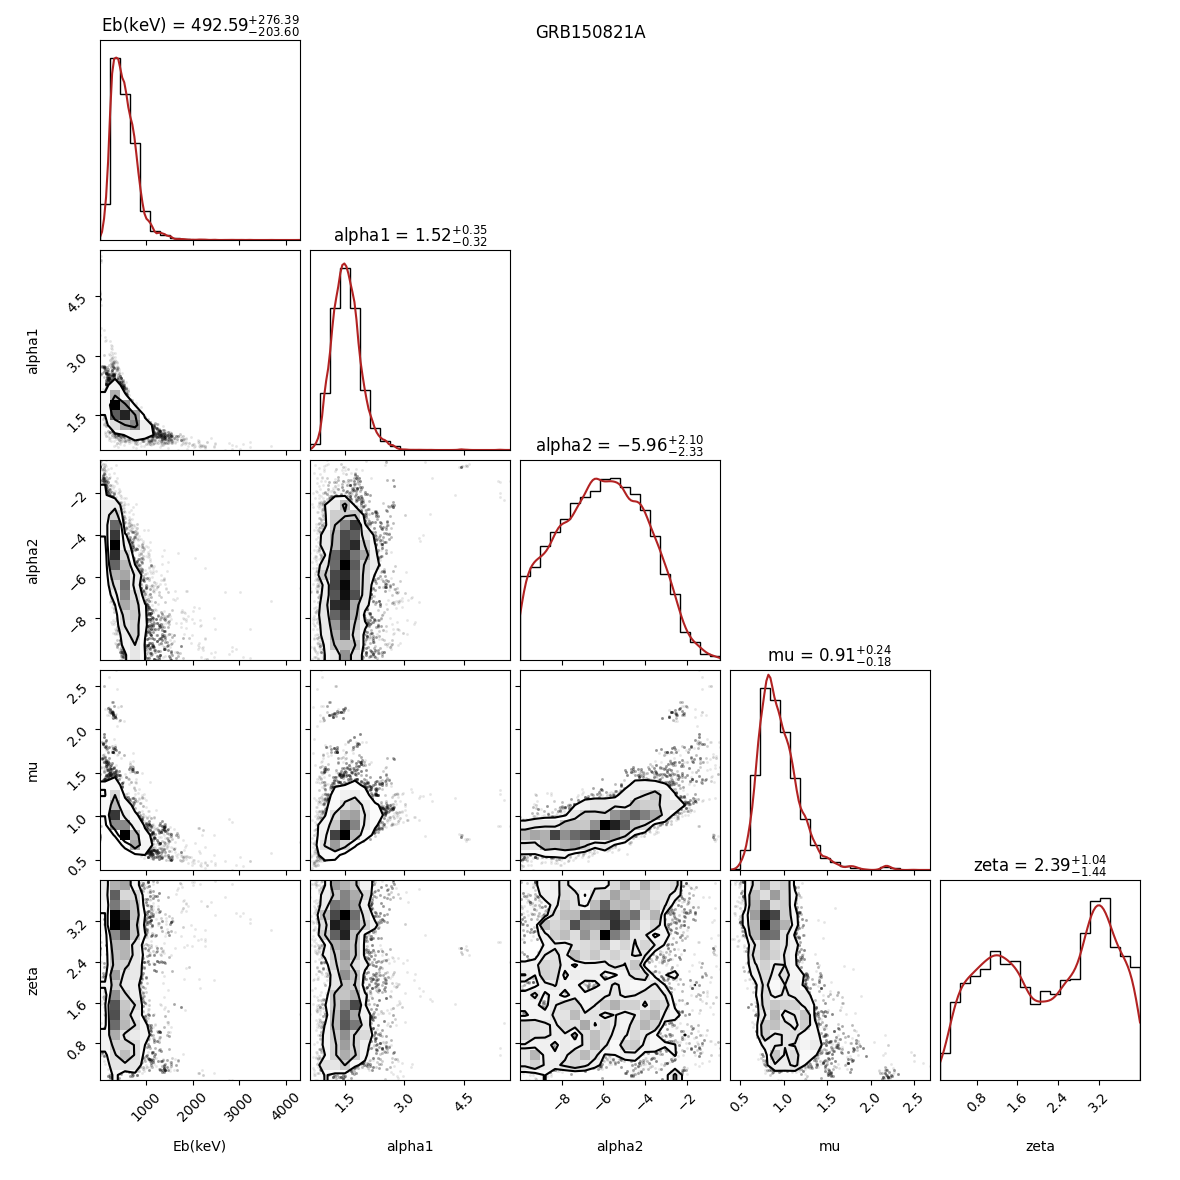 GRB150821A
Eb(keV) = 492.59+276.39−203.60
alpha1 = 1.52+0.35−0.32
alpha1
4.5
3.0
1.5
alpha2 = −5.96+2.10−2.33
alpha2
−2
−4
−6
−8
mu = 0.91+0.24−0.18
mu
2.5
2.0
1.5
1.0
0.5
zeta = 2.39+1.04−1.44
zeta
3.2
2.4
1.6
0.8
1000 2000 3000 4000 1.5 3.0 4.5 −8 −6 −4 −2 0.5 1.0 1.5 2.0 2.5 0.8 1.6 2.4 3.2
Eb(keV) alpha1 alpha2 mu zeta